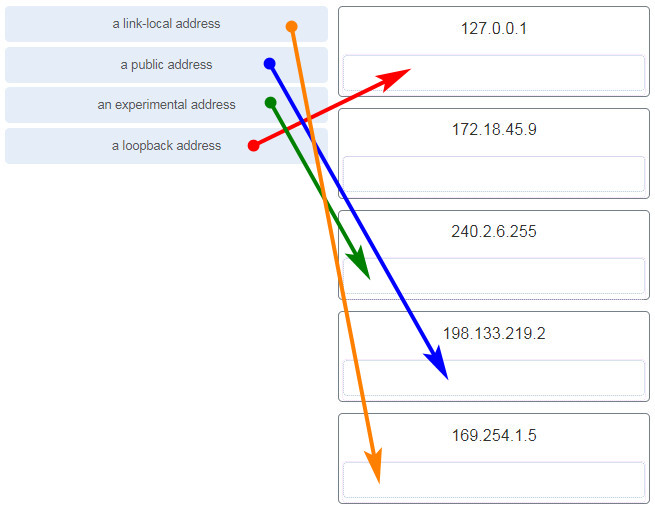 a link-local address
a public address
an experimental address
a loopback address
127.0.0.1
172.18.45.9
240.2.6.255
198.133.219.2
169.254.1.5